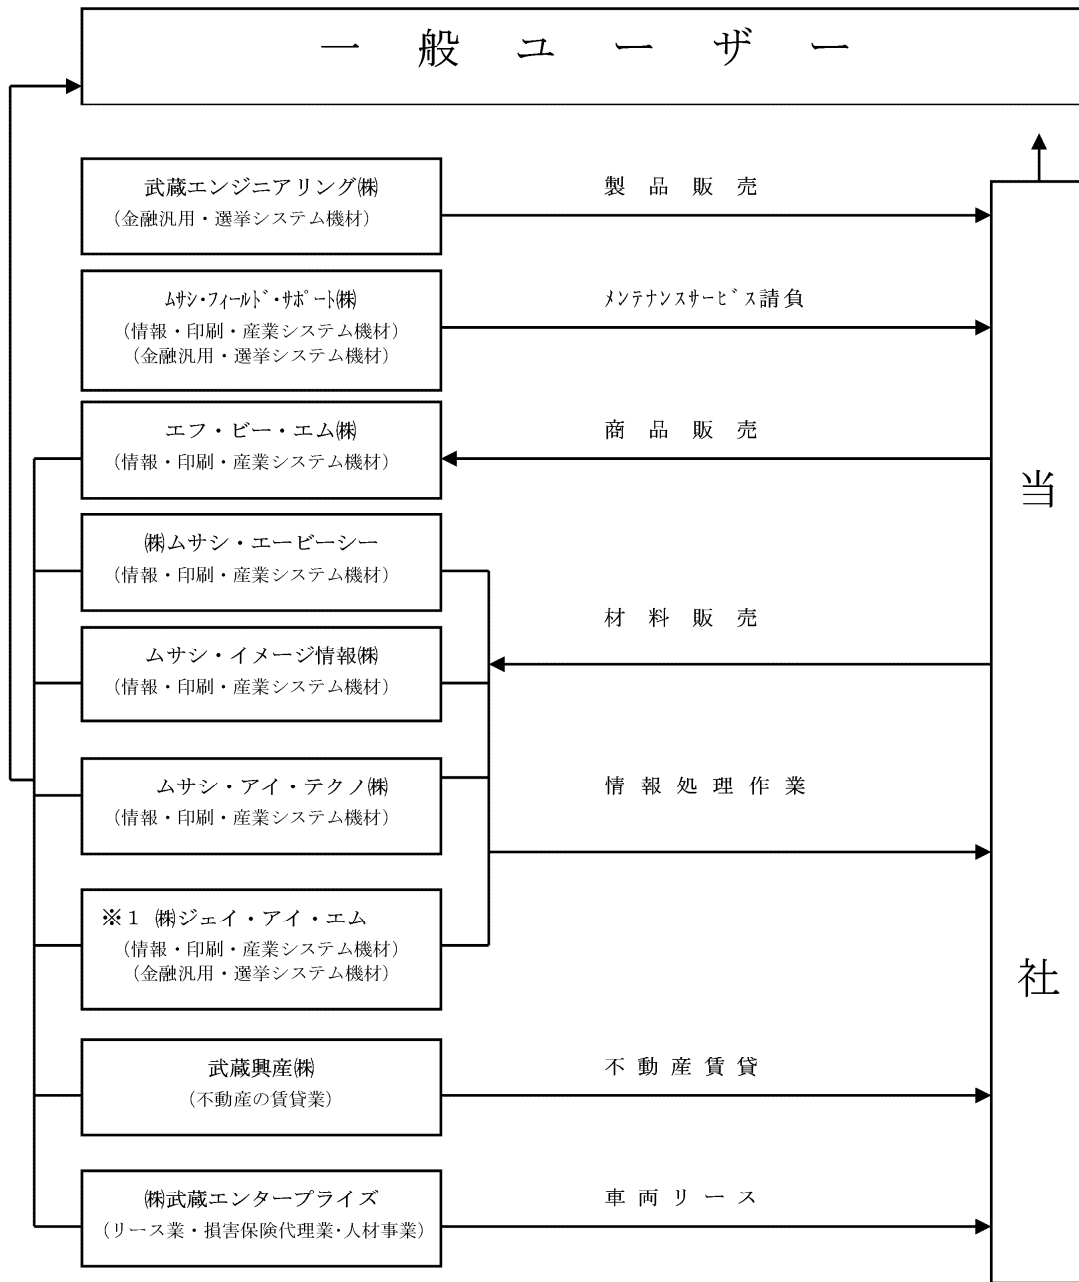 一般ユーザー
武蔵エンジニアリング㈱
（金融汎用・選挙システム機材）
製品販売
ﾑｻｼ･ﾌｨｰﾙﾄﾞ･ｻﾎﾟｰﾄ㈱
（情報・印刷・産業システム機材）
（金融汎用・選挙システム機材）
ﾒﾝﾃﾅﾝｽｻｰﾋﾞｽ請負
エフ・ビー・エム㈱
（情報・印刷・産業システム機材）
商品販売
㈱ムサシ・エービーシー
（情報・印刷・産業システム機材）
材料販売
ムサシ・イメージ情報㈱
（情報・印刷・産業システム機材）
ムサシ・アイ・テクノ㈱
（情報・印刷・産業システム機材）
情報処理作業
※１ ㈱ジェイ・アイ・エム
（情報・印刷・産業システム機材）
（金融汎用・選挙システム機材）
武蔵興産㈱
（不動産の賃貸業）
不動産賃貸
㈱武蔵エンタープライズ
（リース業・損害保険代理業・人材事業）
車両リース
当社